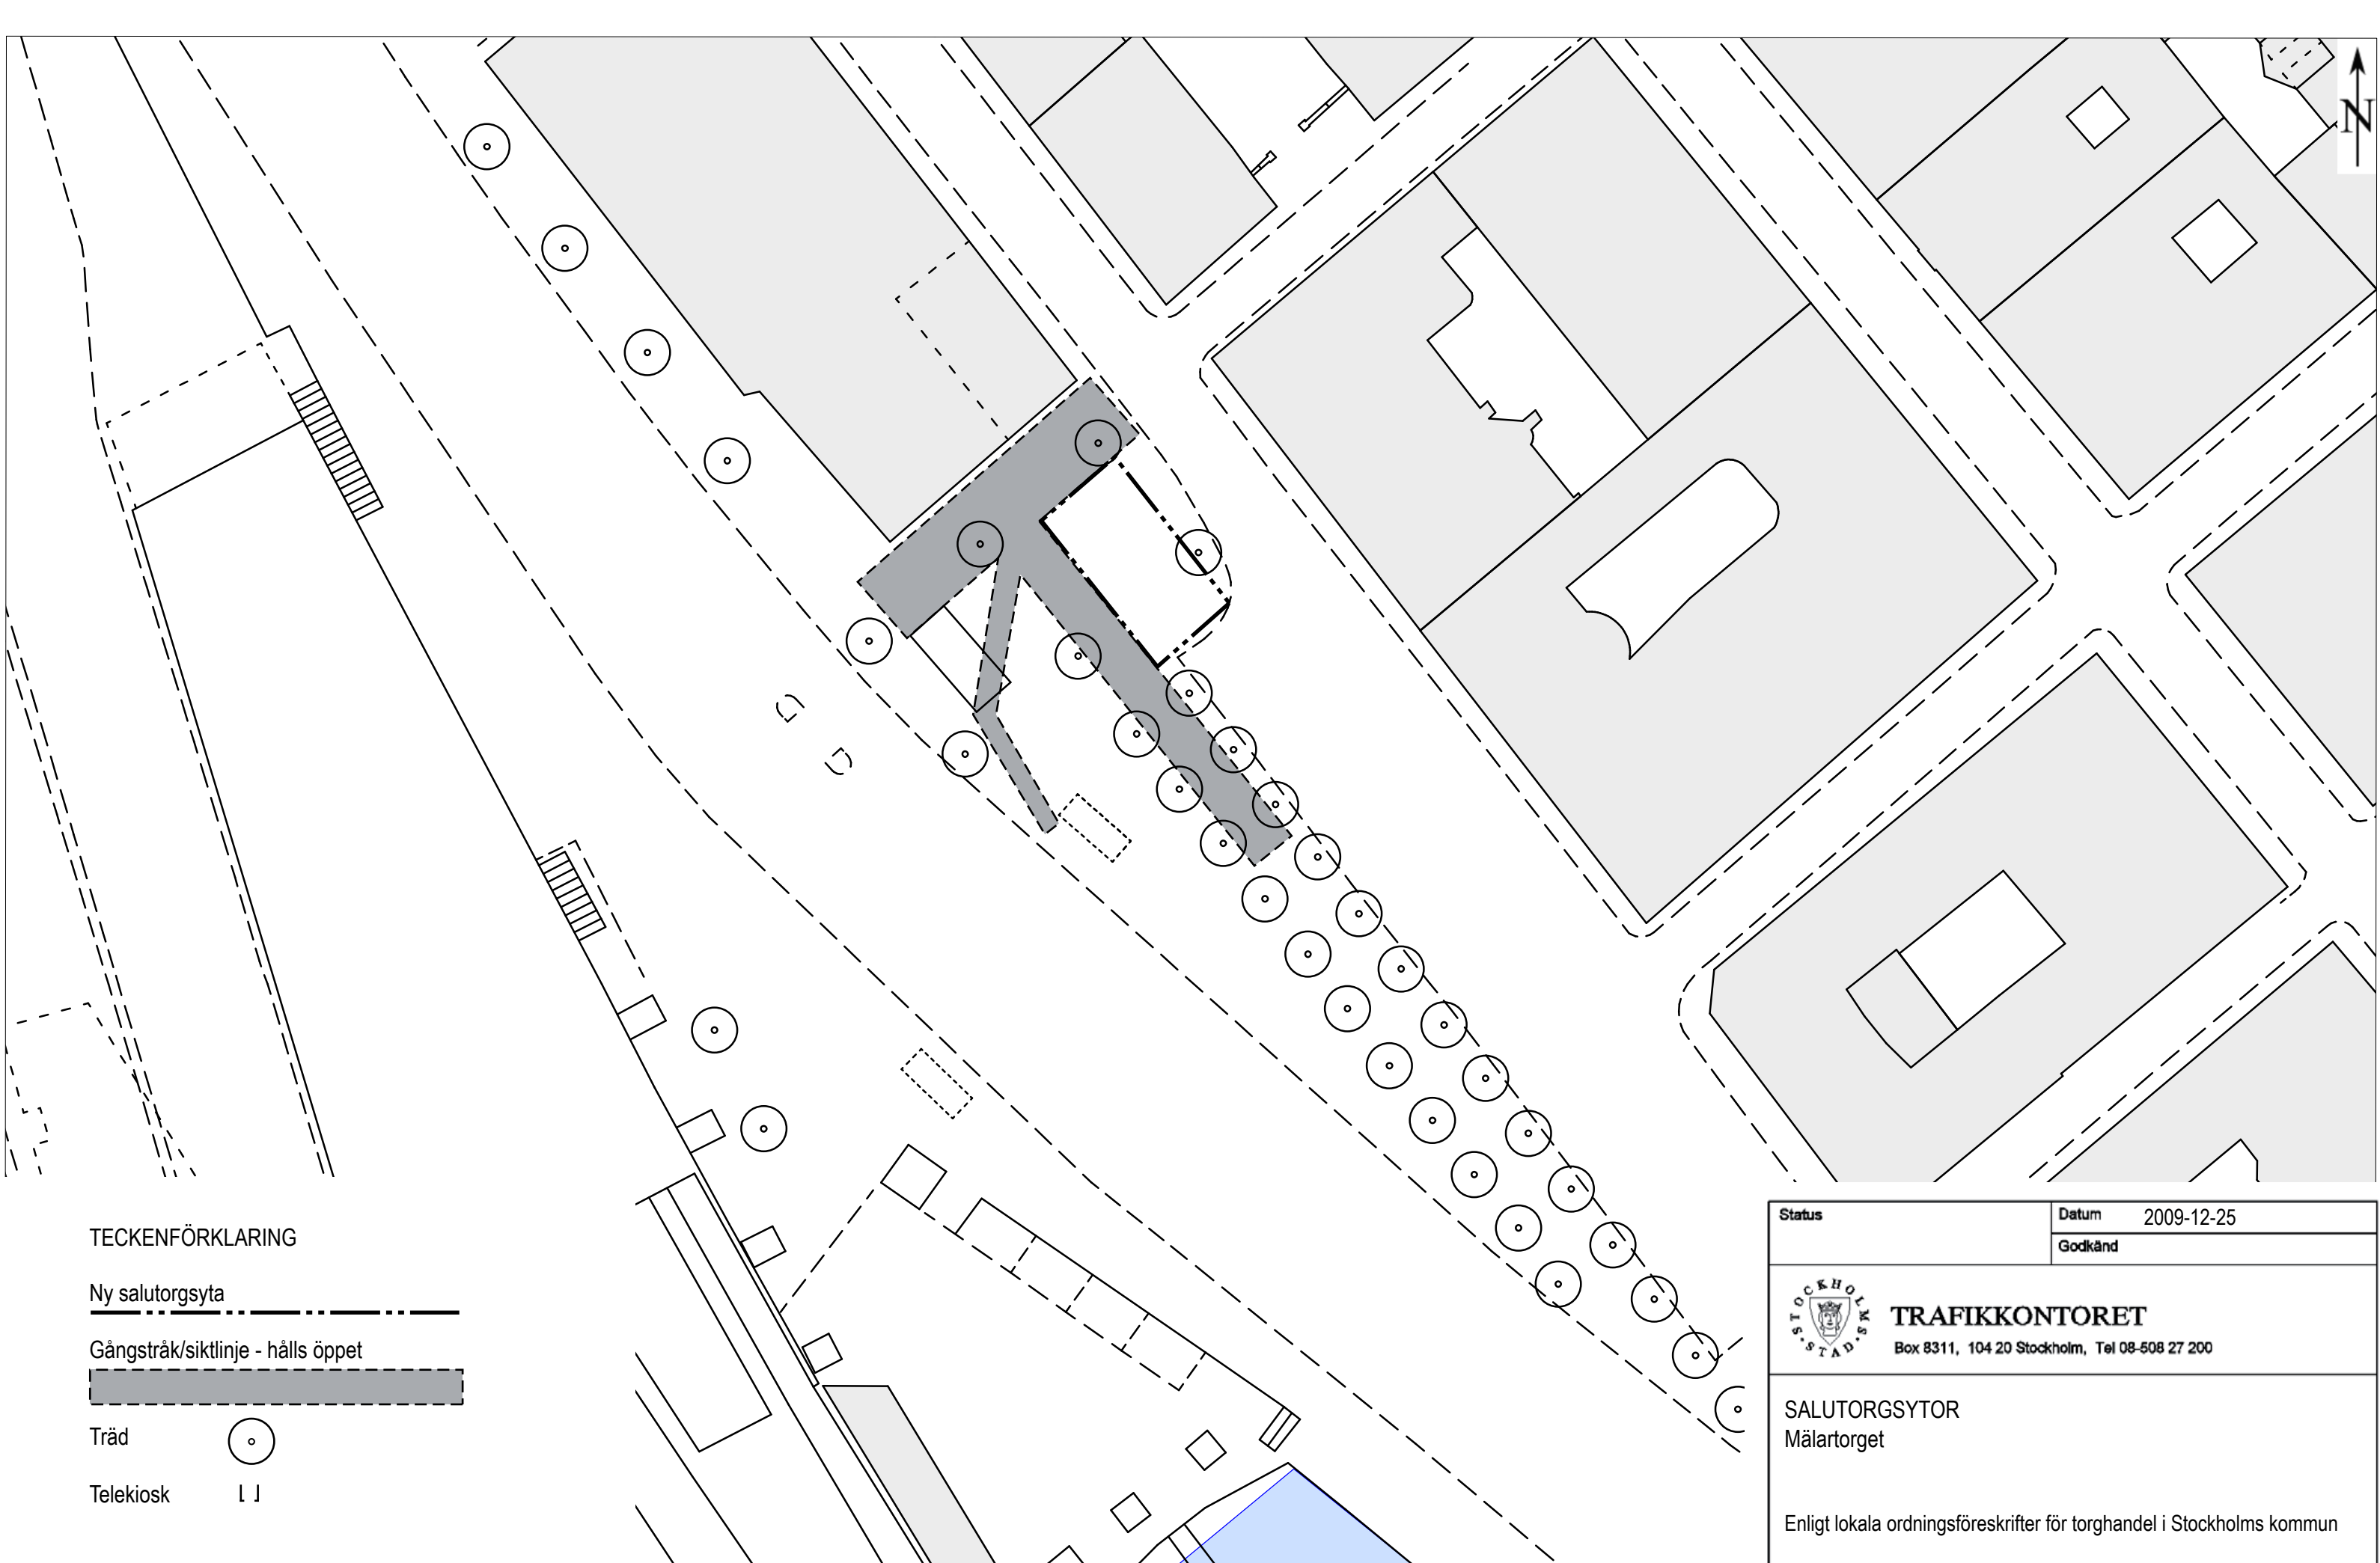 N
TECKENFÖRKLARING
Ny salutorgsyta
Gångstråk/siktlinje - hålls öppet
Träd
Telekiosk
Status
Datum 2009-12-25
Godkänd
STOCKHOLMS STAD
TRAFIKKONTORET
Box 8311, 104 20 Stockholm, Tel 08-508 27 200
SALUTORGSYTOR
Mälartorget
Enligt lokala ordningsföreskrifter för torghandel i Stockholms kommun